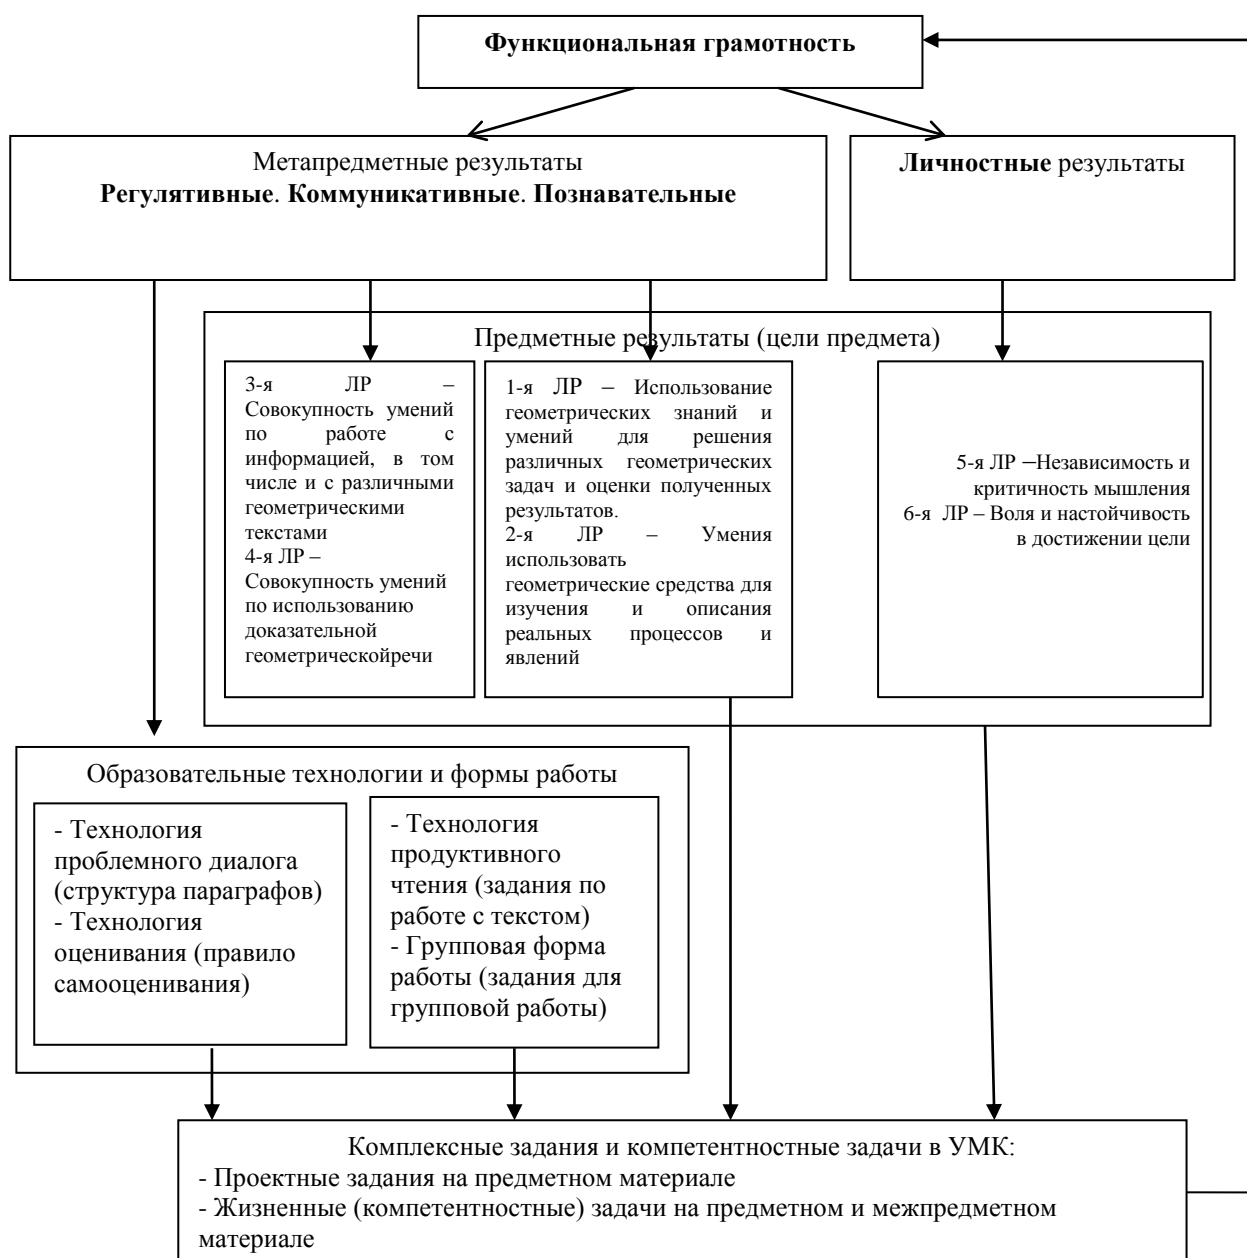 Функциональная грамотность
Метапредметные результаты
Регулятивные. Коммуникативные. Познавательные
Личностные результаты
Предметные результаты (цели предмета)
3-я ЛР –
Совокупность умений
по работе с
информацией, в том
числе и с различными
геометрическими
текстами
4-я ЛР –
Совокупность умений
по использованию
доказательной
геометрическойречи
1-я ЛР – Использование
геометрических знаний и
умений для решения
различных геометрических
задач и оценки полученных
результатов.
2-я ЛР – Умения
использовать
геометрические средства для
изучения и описания
реальных процессов и
явлений
5-я ЛР –Независимость и
критичность мышления
6-я ЛР – Воля и настойчивость
в достижении цели
Образовательные технологии и формы работы
- Технология
проблемного диалога
(структура параграфов)
- Технология
оценивания (правило
самооценивания)
- Технология
продуктивного
чтения (задания по
работе с текстом)
- Групповая форма
работы (задания для
групповой работы)
Комплексные задания и компетентностные задачи в УМК:
- Проектные задания на предметном материале
- Жизненные (компетентностные) задачи на предметном и межпредметном
материале